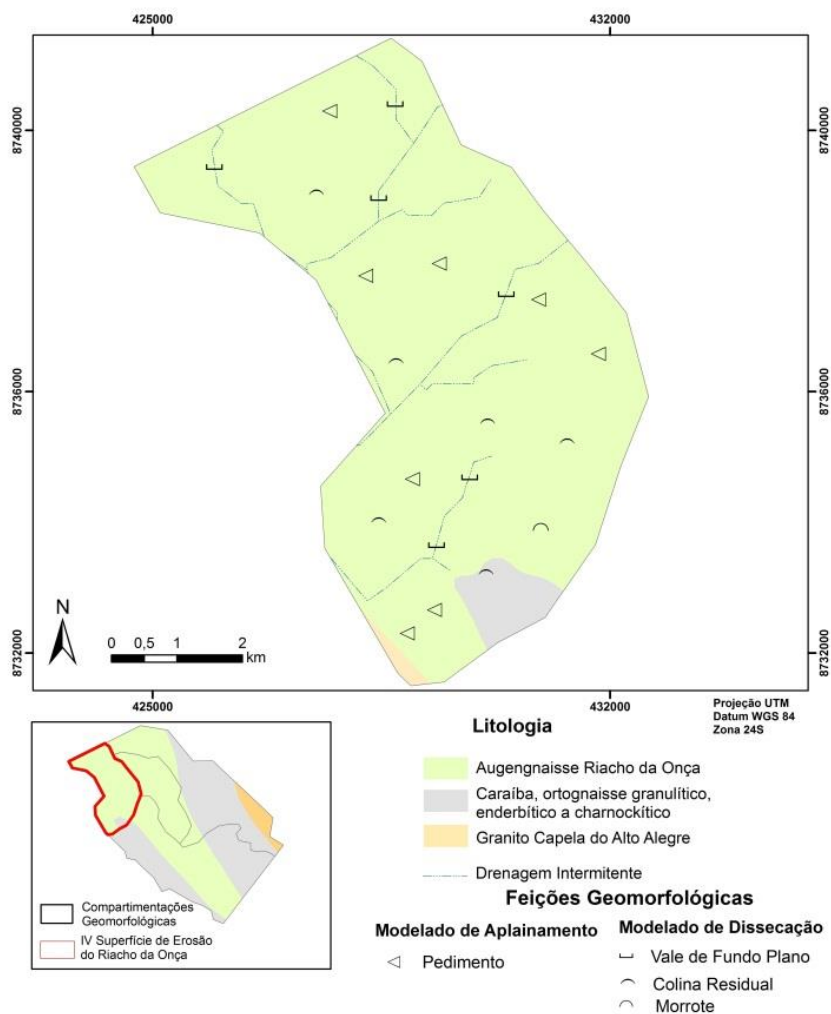 425000
432000
8740000
8740000
8736000
8736000
8732000
8732000
N
0 0,5 1 2
km
425000
432000
Projeção UTM
Datum WGS 84
Zona 24S
Litologia
Augengnaisse Riacho da Onça
Caraíba, ortognaisse granulítico,
enderbítico a charnockítico
Granito Capela do Alto Alegre
Drenagem Intermitente
Compartimentações
Geomorfológicas
IV Superfície de Erosão
do Riacho da Onça
Feições Geomorfológicas
Modelado de Aplainamento
Pedimento
Modelado de Dissecação
Vale de Fundo Plano
Colina Residual
Morrote